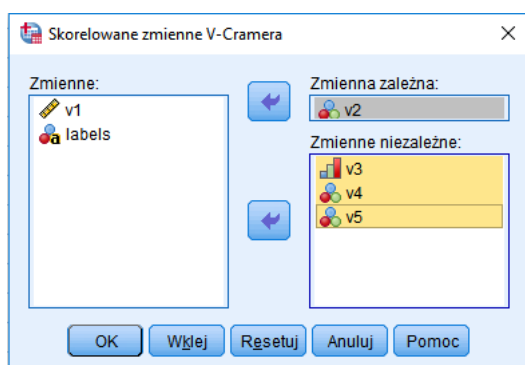 Skorelowane zmienne V-Cramera
Zmienne:
v1
labels
Zmienna zależna:
v2
Zmienne niezależne:
v3
v4
v5
OK
Wklej
Resetuj
Anuluj
Pomoc